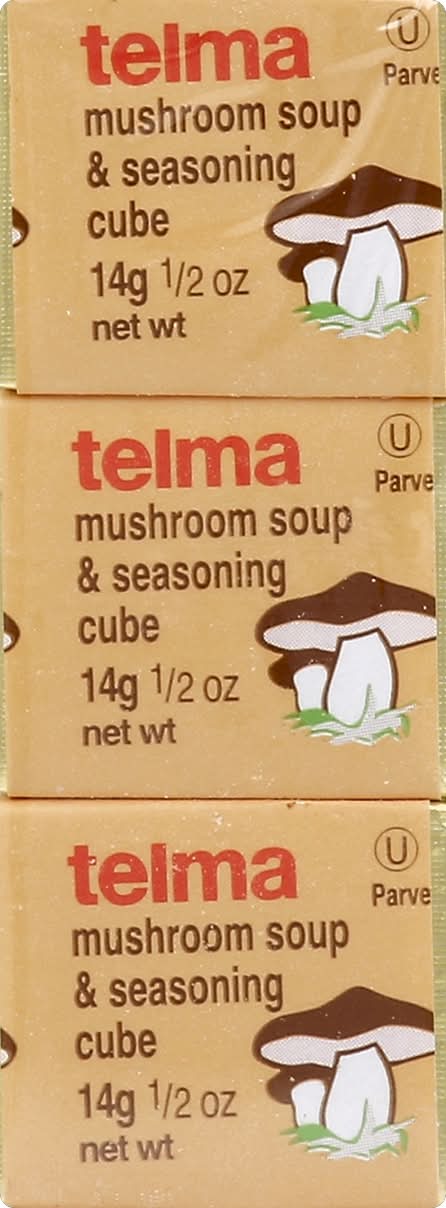 telma
U
Parve
mushroom soup
& seasoning
cube
14g 1/2 oz
net wt
telma
U
Parve
mushroom soup
& seasoning
cube
14g 1/2 oz
net wt
telma
U
Parve
mushroom soup
& seasoning
cube
14g 1/2 oz
net wt